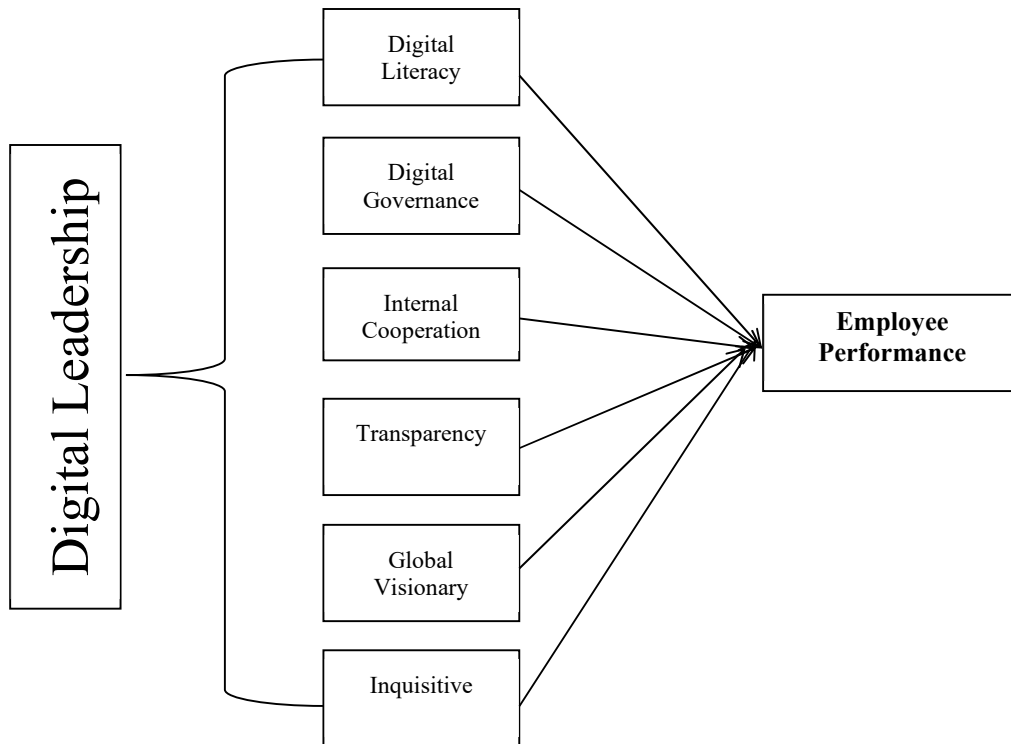 Digital Leadership
Digital
Literacy
Digital
Governance
Internal
Cooperation
Transparency
Global
Visionary
Inquisitive
Employee
Performance